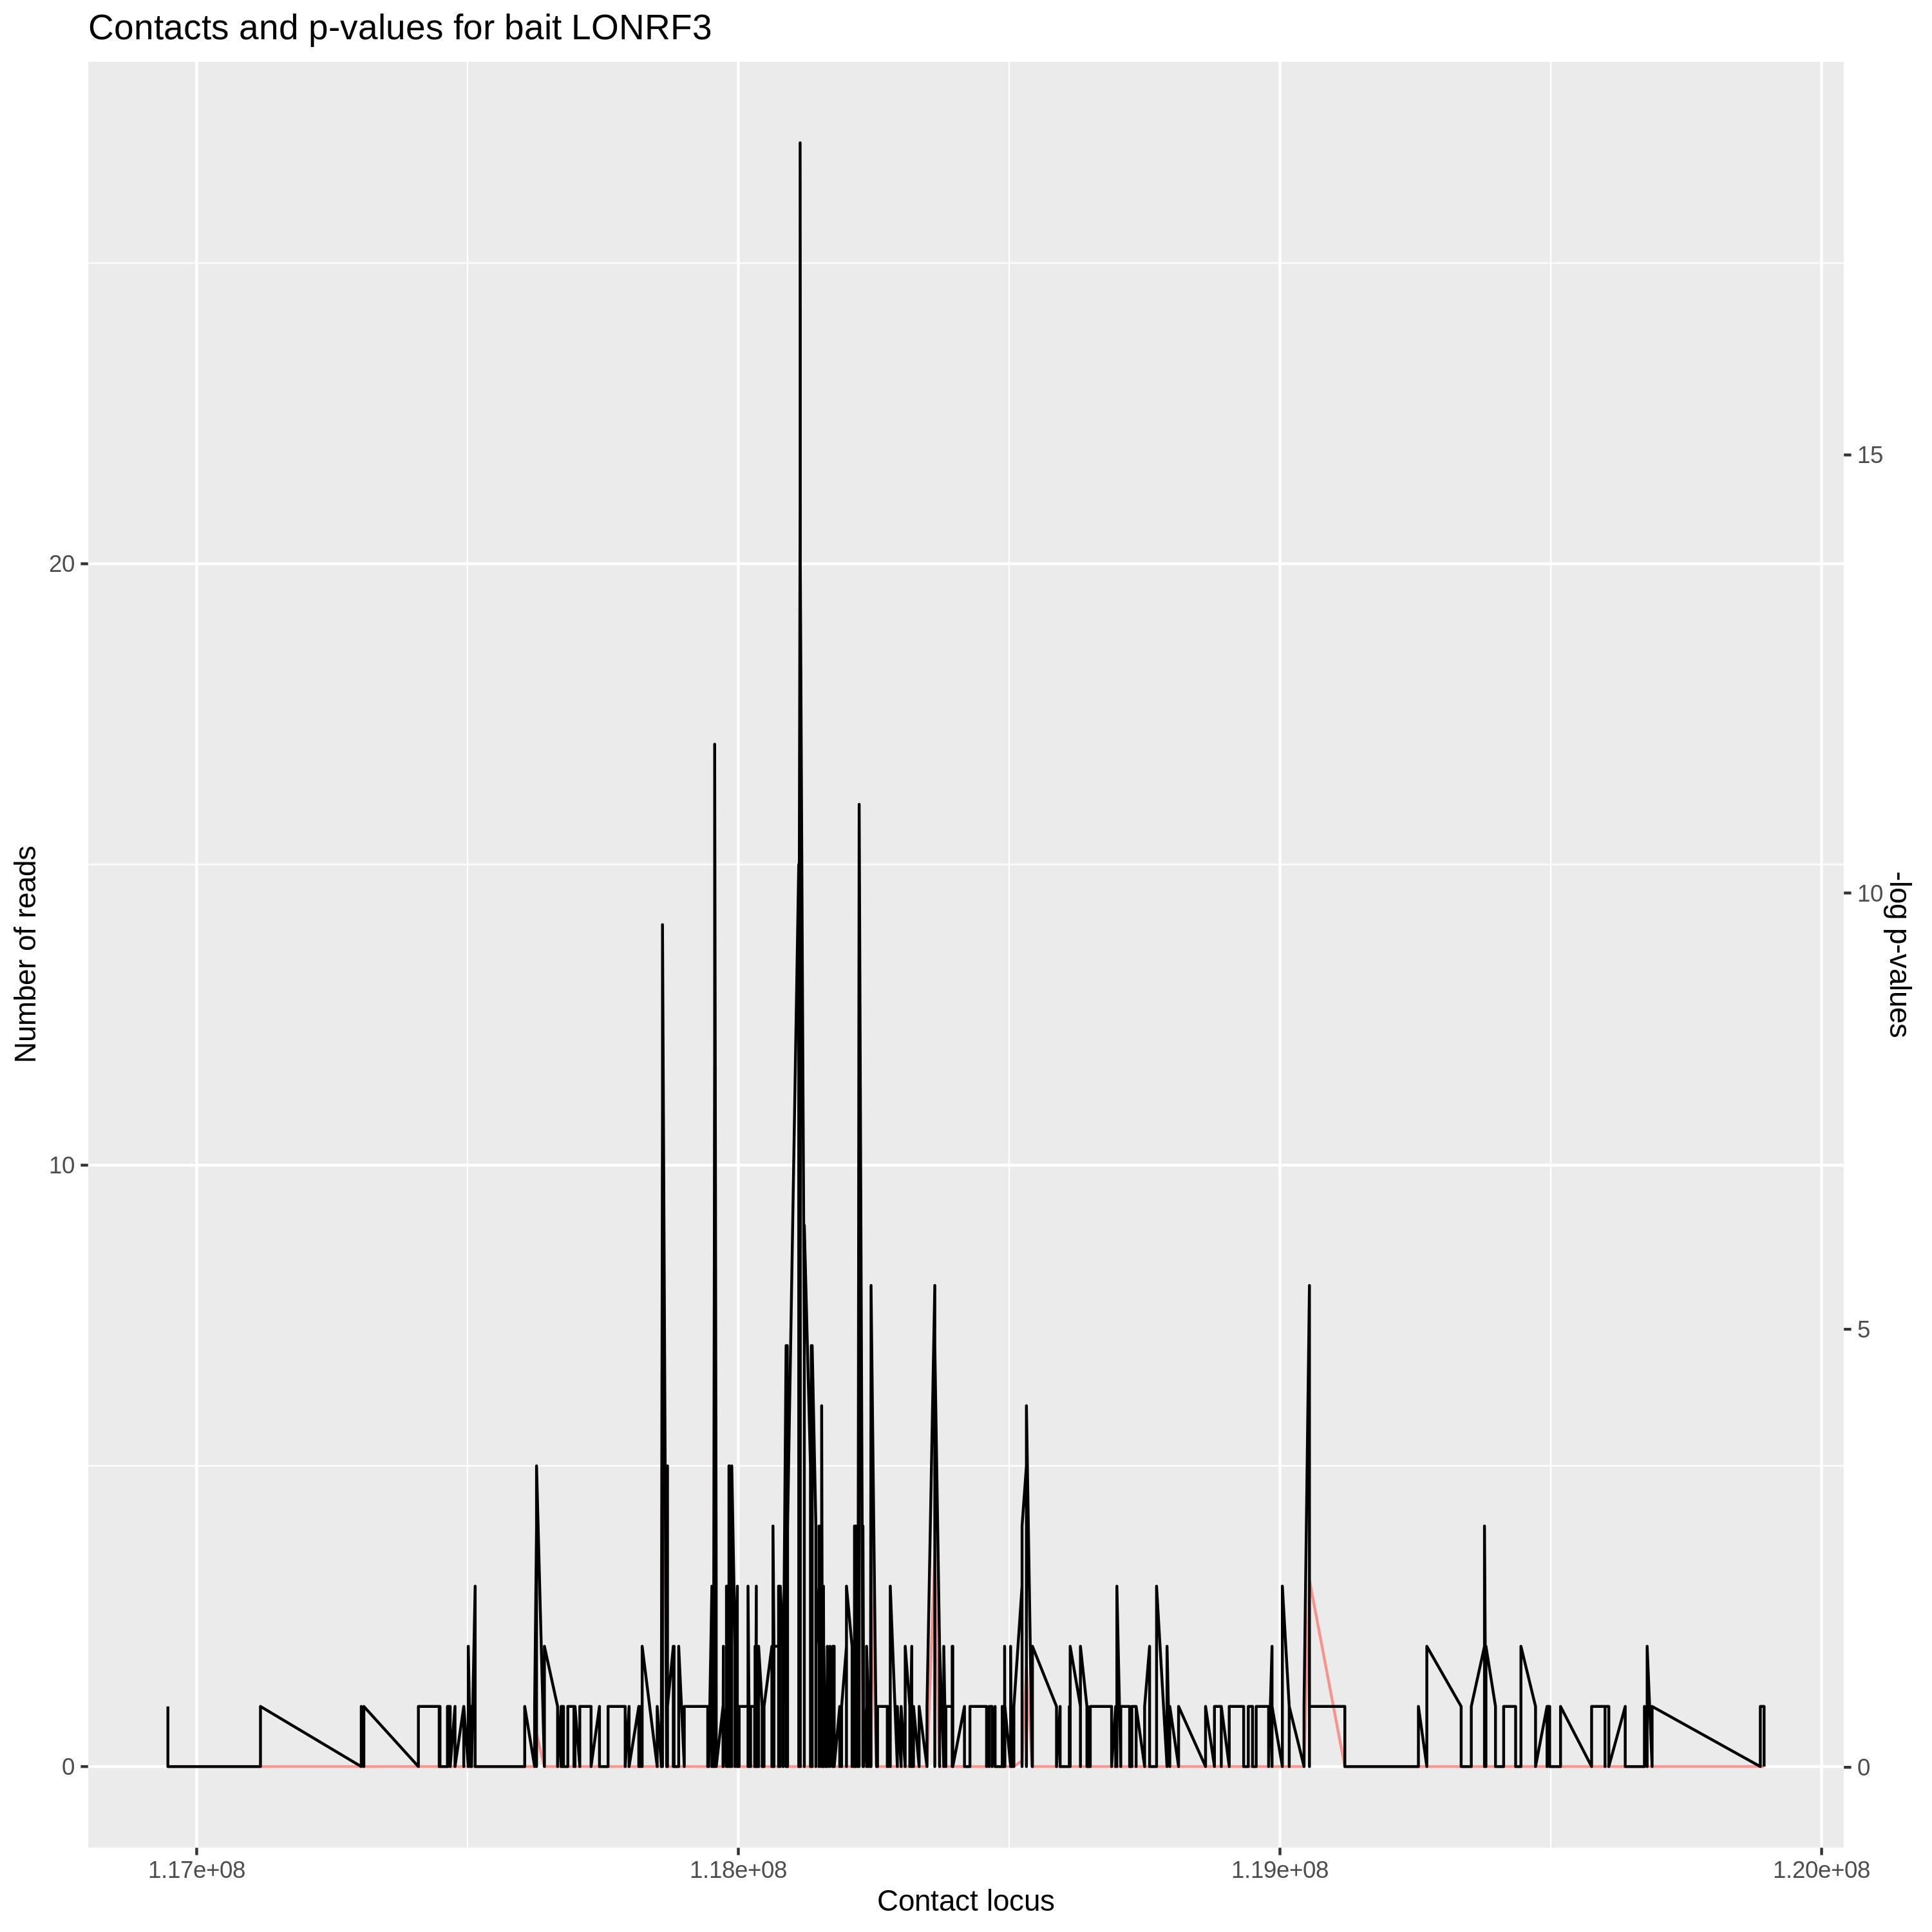 Contacts and p-values for bait LONRF3
Number of reads
20
10
0
15
10
5
0
-log p-values
1.17e+08 1.18e+08 1.19e+08 1.20e+08
Contact locus